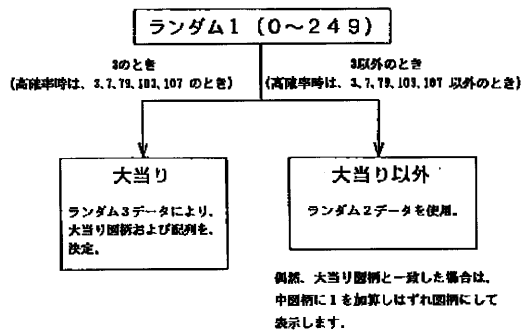 ランダム1(0～249)
3のとき
(高確率時は、3,7,79,103,107 のとき)
3以外のとき
(高確率時は、3,7,79,103,107 以外のとき)
大当り
ランダム3データにより、
大当り図柄および配列を、
決定。
大当り以外
ランダム2データを使用。
偶然、大当り図柄と一致した場合は、
中図柄に1を加算しはずれ図柄にして
表示します。